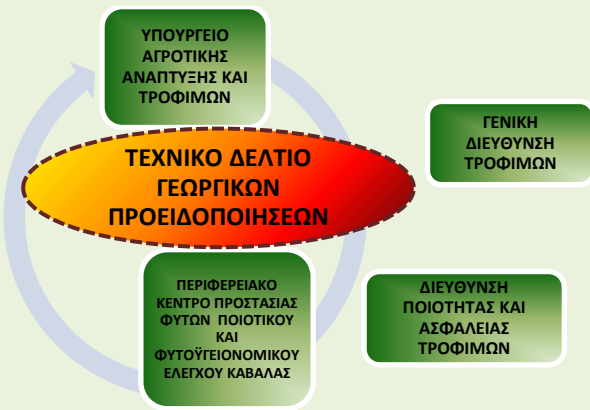 ΥΠΟΥΡΓΕΙΟ
ΑΓΡΟΤΙΚΗΣ
ΑΝΑΠΤΥΞΗΣ ΚΑΙ
ΤΡΟΦΙΜΩΝ
ΓΕΝΙΚΗ
ΔΙΕΥΘΥΝΣΗ
ΤΡΟΦΙΜΩΝ
ΤΕΧΝΙΚΟ ΔΕΛΤΙΟ
ΓΕΩΡΓΙΚΩΝ
ΠΡΟΕΙΔΟΠΟΙΗΣΕΩΝ
ΔΙΕΥΘΥΝΣΗ
ΠΟΙΟΤΗΤΑΣ ΚΑΙ
ΑΣΦΑΛΕΙΑΣ
ΤΡΟΦΙΜΩΝ
ΠΕΡΙΦΕΡΕΙΑΚΟ
ΚΕΝΤΡΟ ΠΡΟΣΤΑΣΙΑΣ
ΦΥΤΩΝ ΠΟΙΟΤΙΚΟΥ
ΚΑΙ
ΦΥΤΟΫΓΕΙΟΝΟΜΙΚΟΥ
ΕΛΕΓΧΟΥ ΚΑΒΑΛΑΣ